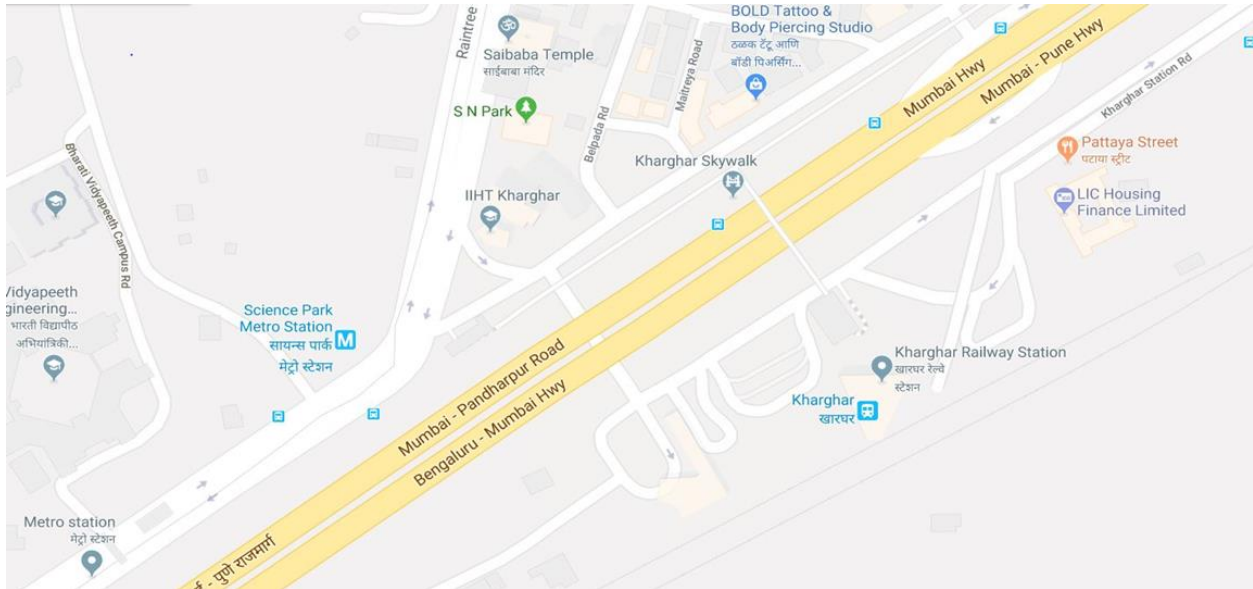 BOLD Tattoo &
Body Piercing Studio
ठळक टॅटू आणि
बॉडी पिअर्सिंग...
Raintree
Saibaba Temple
साईबाबा मंदिर
Maitreya Road
Mumbai Hwy
Mumbai - Pune Hwy
Kharghar Station Rd
S N Park
Belpada Rd
Pattaya Street
पटाया स्ट्रीट
Kharghar Skywalk
Bharati Vidyapeeth Campus Rd
IIHT Kharghar
LIC Housing
Finance Limited
Vidyapeeth
gineering...
भारती विद्यापीठ
अभियांत्रिकी...
Science Park
Metro Station
सायन्स पार्क
मेट्रो स्टेशन
M
Mumbai - Pandharpur Road
Bengaluru - Mumbai Hwy
Kharghar Railway Station
खारघर रेल्वे
स्टेशन
Kharghar
खारघर
Metro station
मेट्रो स्टेशन
- पुणे राजमार्ग